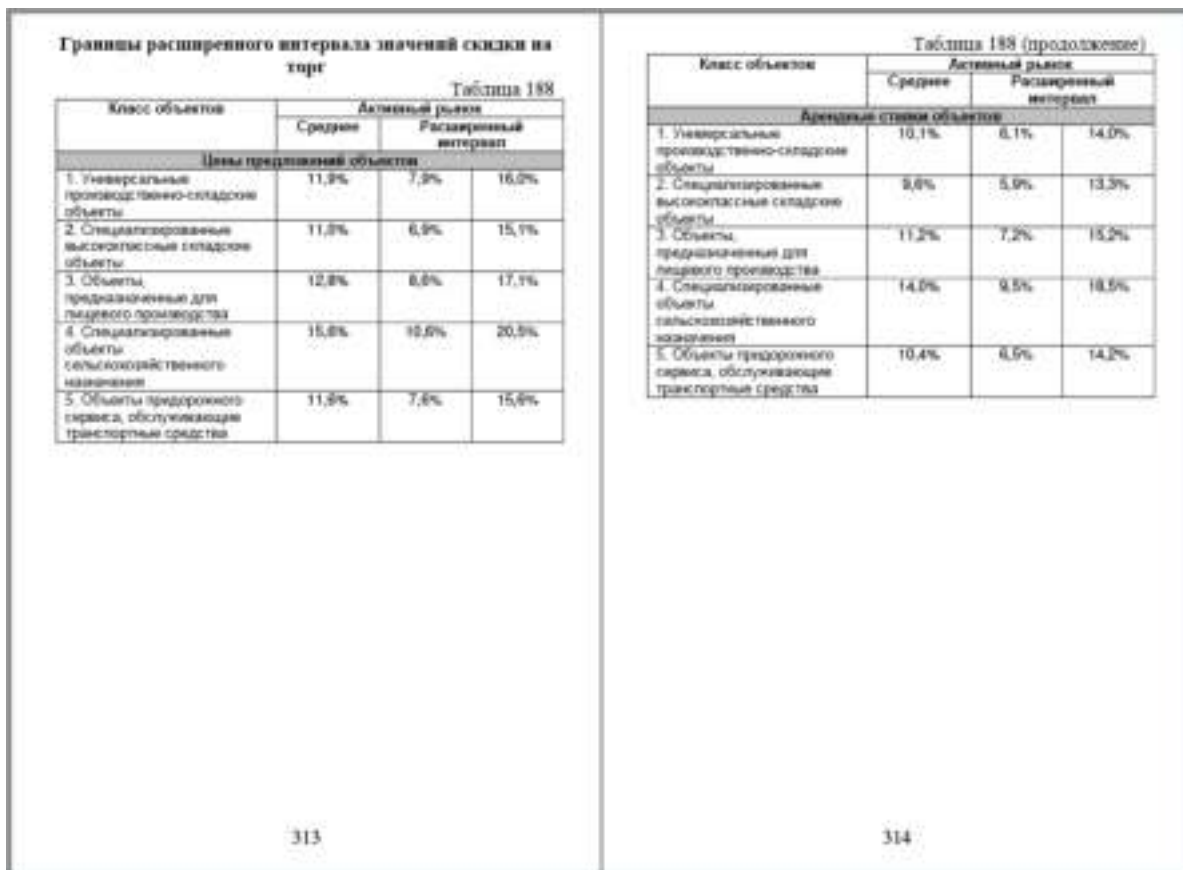 Границы расширенного интервала значений скидки на
торг
Таблица 188
Класс объектов
Активный рынок
Среднее
Расширенный
интервал
Цены предложений объектов
1. Универсальные
производственно-складские
объекты
11,9% 7,9% 16,0%
2. Специализированные
высококлассные складские
объекты
11,0% 6,9% 15,1%
3. Объекты,
предназначенные для
пищевого производства
12,8% 8,6% 17,1%
4. Специализированные
объекты
сельскохозяйственного
назначения
15,6% 10,6% 20,5%
5. Объекты придорожного
сервиса, обслуживающие
транспортные средства
11,6% 7,6% 15,6%
313
Таблица 188 (продолжение)
Класс объектов
Активный рынок
Среднее
Расширенный
интервал
Арендные ставки объектов
1. Универсальные
производственно-складские
объекты
10,1% 6,1% 14,0%
2. Специализированные
высококлассные складские
объекты
9,6% 5,9% 13,3%
3. Объекты,
предназначенные для
пищевого производства
11,2% 7,2% 15,2%
4. Специализированные
объекты
сельскохозяйственного
назначения
14,0% 9,5% 18,5%
5. Объекты придорожного
сервиса, обслуживающие
транспортные средства
10,4% 6,5% 14,2%
314